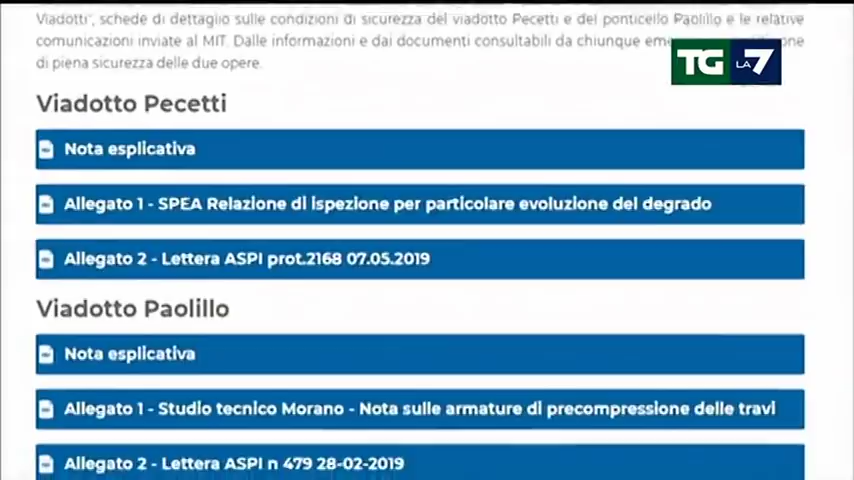 Viadotti", schede di dettaglio sulle condizioni di sicurezza del viadotto Pecetti e del ponticello Paolillo e le relative
comunicazioni inviate al MIT. Dalle informazioni e dai documenti consultabili da chiunque
di piena sicurezza delle due opere.
TG LA7
Viadotto Pecetti
Nota esplicativa
Allegato 1 - SPEA Relazione di ispezione per particolare evoluzione del degrado
Allegato 2 - Lettera ASPI prot.2168 07.05.2019
Viadotto Paolillo
Nota esplicativa
Allegato 1 - Studio tecnico Morano - Nota sulle armature di precompressione delle travi
Allegato 2 - Lettera ASPI n 479 28-02-2019